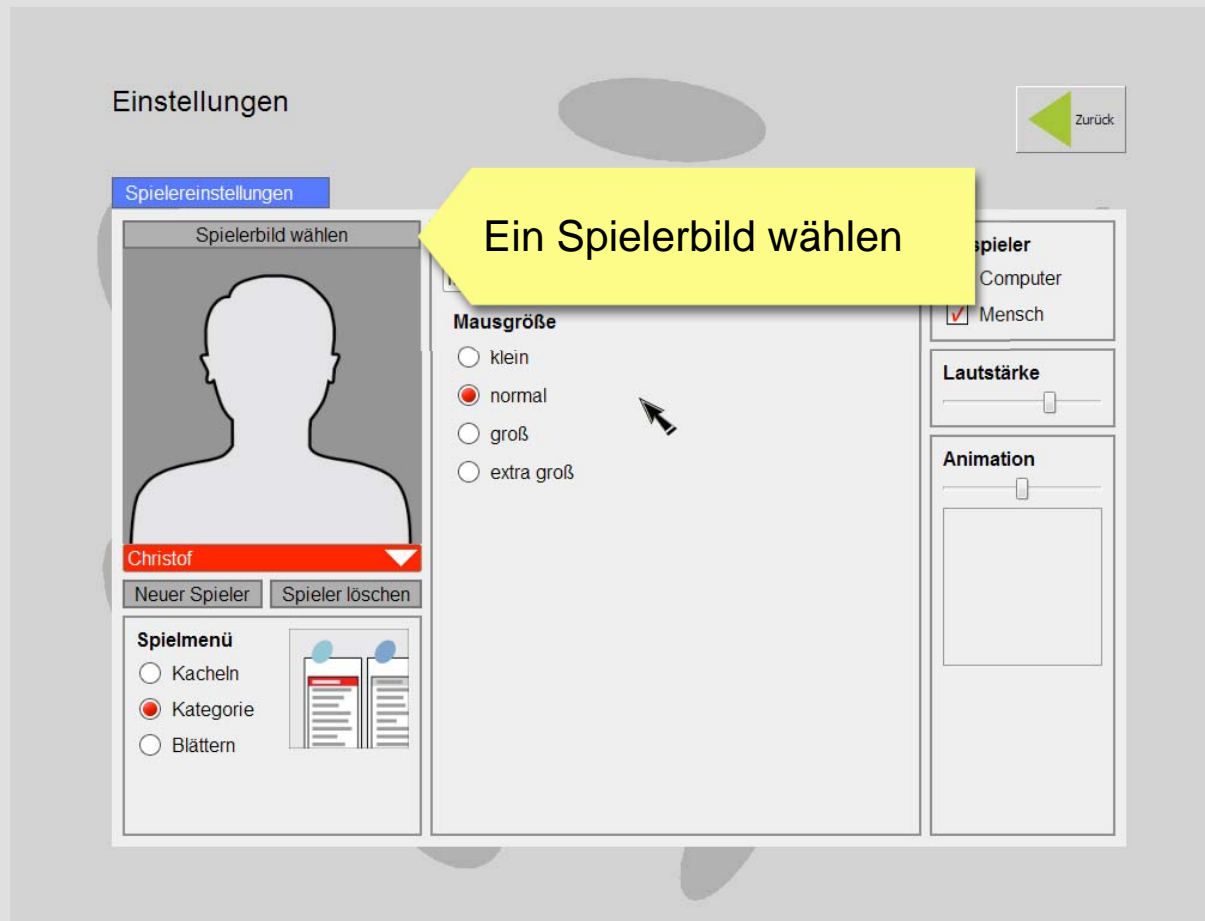 Einstellungen
Zurück
Spielereinstellungen
Spielerbild wählen
Ein Spielerbild wählen
Christof
Neuer Spieler
Spieler löschen
Spielmenü
Kacheln
Kategorie
Blättern
Mausgröße
klein
normal
groß
extra groß
spieler
Computer
Mensch
Lautstärke
Animation